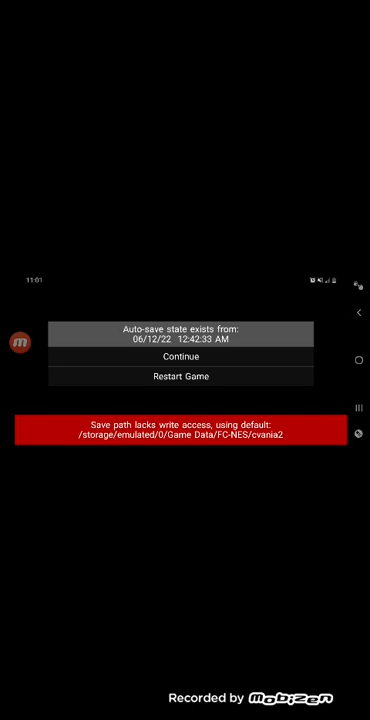 11:01
Auto-save state exists from:
06/12/22 12:42:33 AM
Continue
Restart Game
Save path lacks write access, using default:
/storage/emulated/0/Game Data/FC-NES/cvania2
Recorded by mobizen